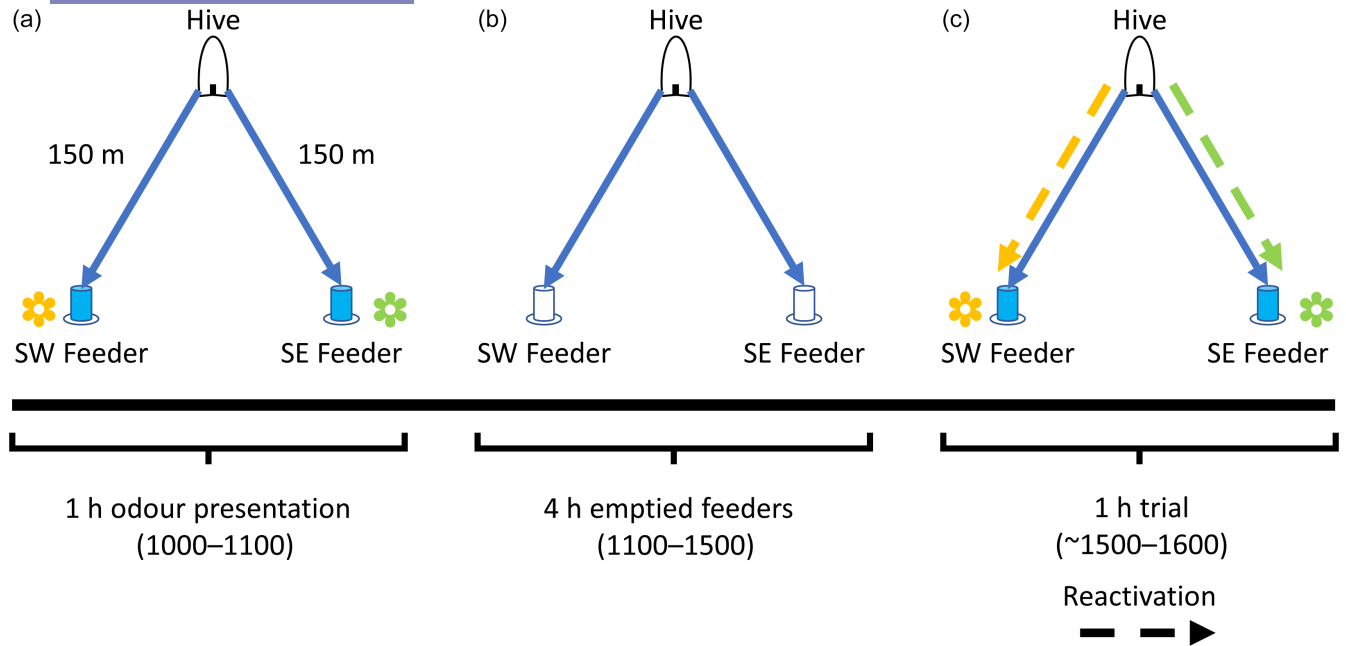 (a)
Hive
150 m
150 m
SW Feeder
SE Feeder
1 h odour presentation
(1000–1100)
(b)
Hive
SW Feeder
SE Feeder
4 h emptied feeders
(1100–1500)
(c)
Hive
SW Feeder
SE Feeder
1 h trial
(~1500–1600)
Reactivation